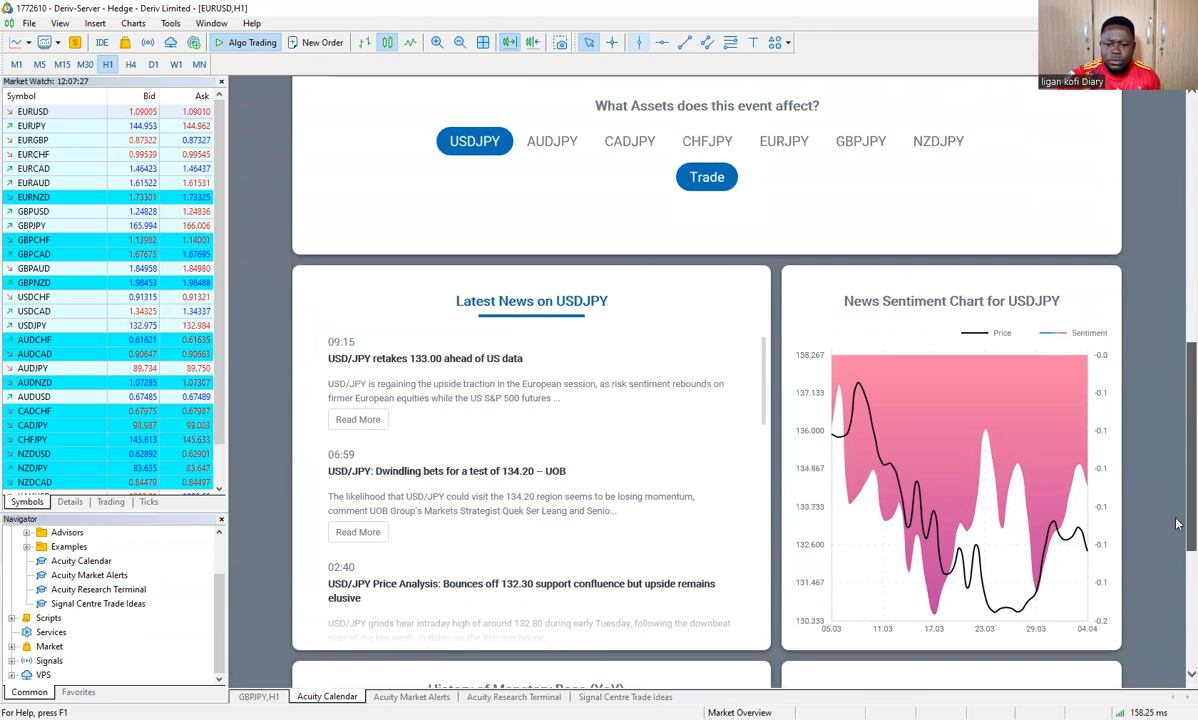 1772610 - Deriv-Server - Hedge - Deriv Limited - [EURUSD,H1]
File View Insert Charts Tools Window Help
IDE Algo Trading New Order
M1 M5 M15 M30 H1 H4 D1 W1 MN
ligan kofi Diary
Market Watch: 12:07:27
Symbol Bid Ask
EURUSD 1.09005 1.09010
EURJPY 144.953 144.962
EURGBP 0.87322 0.87327
EURCHF 0.99539 0.99545
EURCAD 1.46423 1.46437
EURAUD 1.61522 1.61531
EURNZD 1.73301 1.73325
GBPUSD 1.24828 1.24836
GBPJPY 165.994 166.006
GBPCHF 1.13982 1.14001
GBPCAD 1.67675 1.67695
GBPAUD 1.84958 1.84980
GBPNZD 1.98453 1.98488
USDCHF 0.91315 0.91321
USDCAD 1.34325 1.34337
USDJPY 132.975 132.984
AUDCHF 0.61621 0.61635
AUDCAD 0.90647 0.90663
AUDJPY 89.734 89.750
AUDNZD 1.07285 1.07307
AUDUSD 0.67485 0.67489
CADCHF 0.67975 0.67987
CADJPY 98.987 99.003
CHFJPY 145.613 145.633
NZDUSD 0.62892 0.62901
NZDJPY 83.635 83.647
NZDCAD 0.84479 0.84497
Symbols Details Trading Ticks
Navigator
Advisors
Examples
Acuity Calendar
Acuity Market Alerts
Acuity Research Terminal
Signal Centre Trade Ideas
Scripts
Services
Market
Signals
VPS
Common Favorites
What Assets does this event affect?
USDJPY AUDJPY CADJPY CHFJPY EURJPY GBPJPY NZDJPY
Trade
Latest News on USDJPY
09:15
USD/JPY retakes 133.00 ahead of US data
USD/JPY is regaining the upside traction in the European session, as risk sentiment rebounds on
former European equities while the US S&P 500 futures ...
Read More
06:59
USD/JPY: Dwindling bets for a test of 134.20 – UOB
The likelihood that USD/JPY could visit the 134.20 region seems to be losing momentum,
comment UOB Group's Markets Strategist Quek Ser Leang and Senio...
Read More
02:40
USD/JPY Price Analysis: Bounces off 132.30 support confluence but upside remains
elusive
USD/JPY grinds hear intraday high of around 132.80 during early Tuesday, following the downbeat
News Sentiment Chart for USDJPY
Price Sentiment
138.267 -0.0
137.133 -0.1
136.000 -0.1
134.867 -0.1
133.733 -0.1
132.600 -0.1
131.467 -0.1
130.333 -0.2
05.03 11.03 17.03 23.03 29.03 04.04
GBPJPY,H1 Acuity Calendar Acuity Market Alerts Acuity Research Terminal Signal Centre Trade Ideas
For Help, press F1 Market Overview 158.25 ms